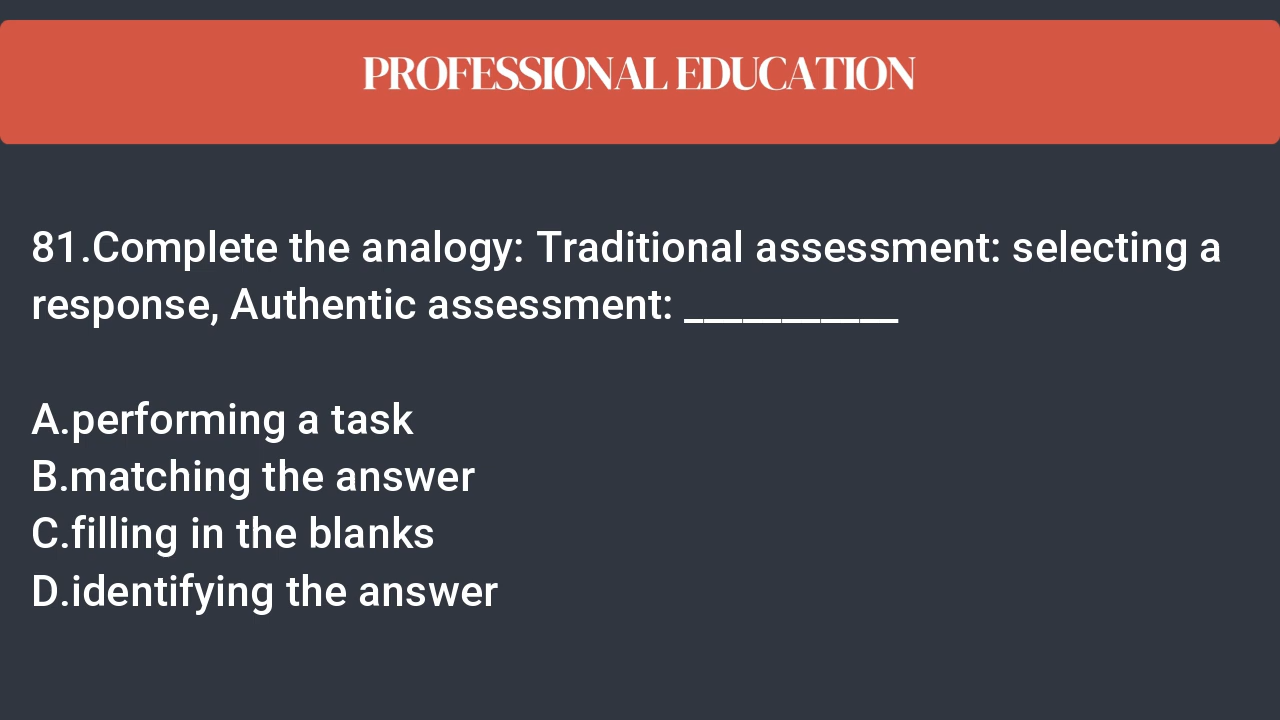 PROFESSIONAL EDUCATION
81.Complete the analogy: Traditional assessment: selecting a
response, Authentic assessment: ___________
A.performing a task
B.matching the answer
C.filling in the blanks
D.identifying the answer